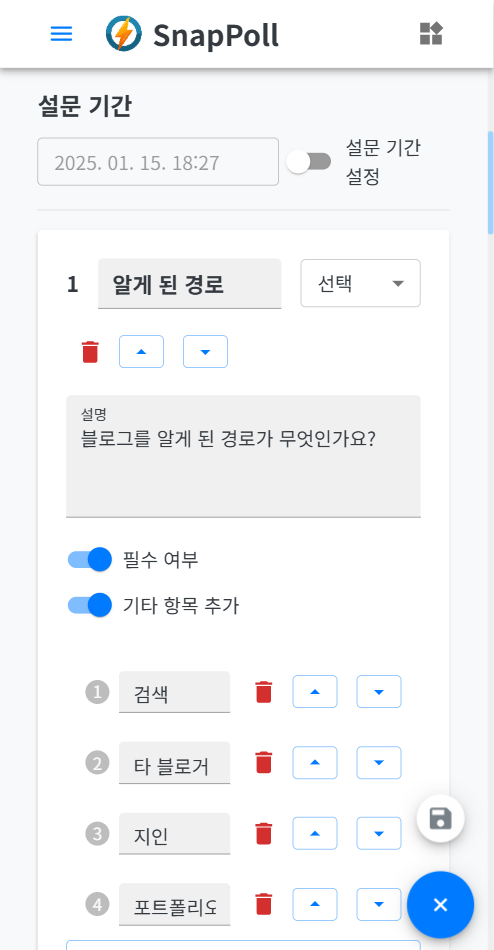 SnapPoll
설문 기간
2025. 01. 15. 18:27
설문 기간
설정
1
알게 된 경로
선택
설명
블로그를 알게 된 경로가 무엇인가요?
필수 여부
기타 항목 추가
1 검색
2 타 블로거
3 지인
4 포트폴리오